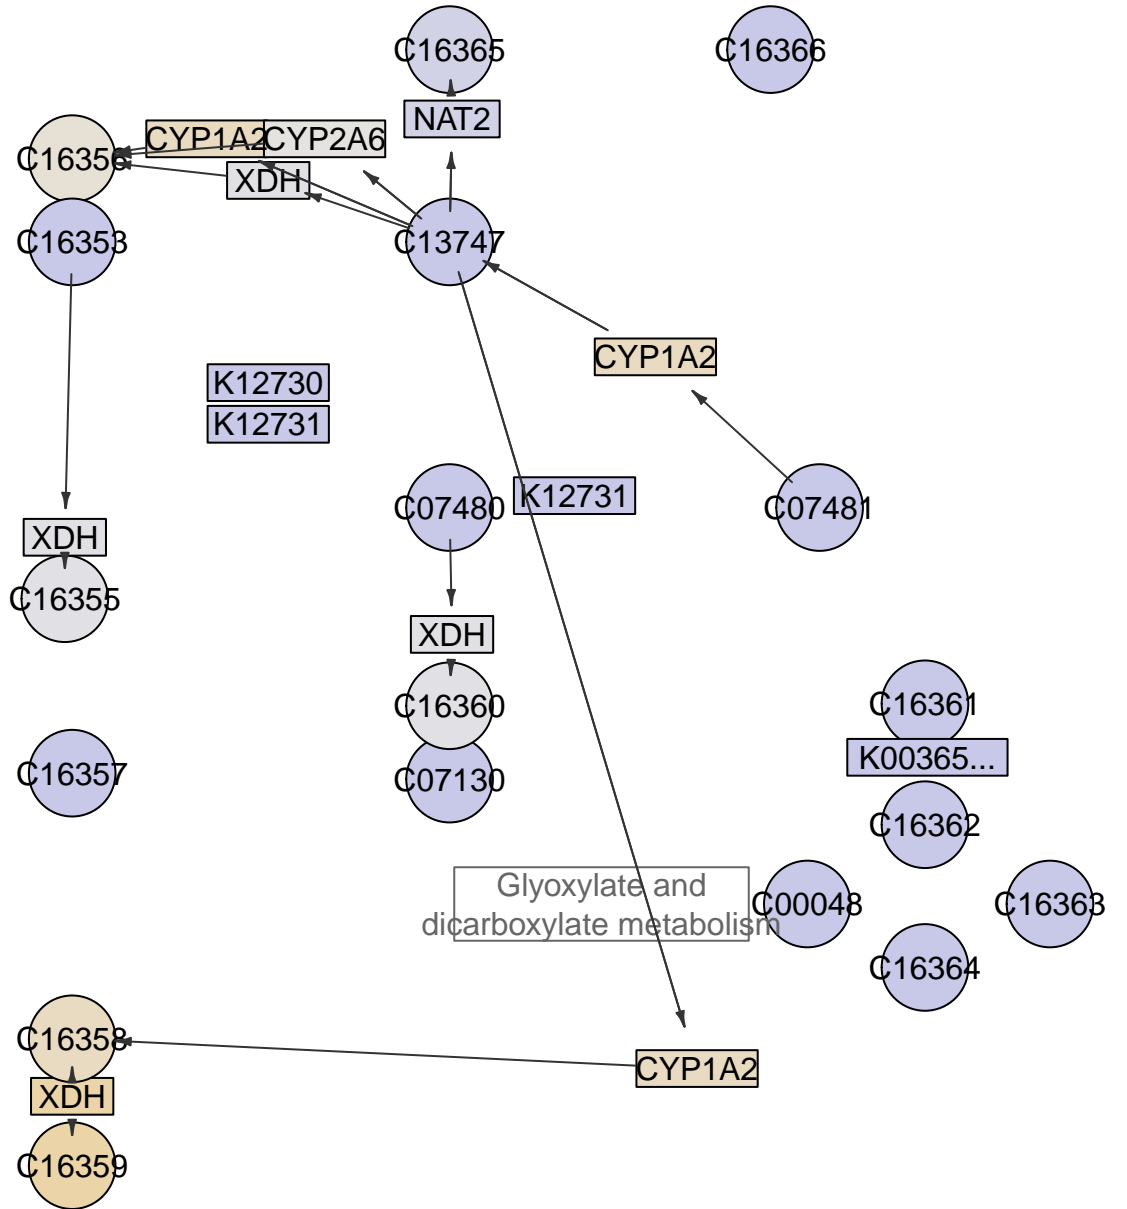 C16365
C16366
NAT2
CYP1A2
CYP2A6
C16356
XDH
C16353
C13747
CYP1A2
K12730
K12731
C07480
K12731
C07481
XDH
C16355
XDH
C16360
C16361
K00365...
C16357
C07130
C16362
Glyoxylate and
dicarboxylate metabolism
C00048
C16363
C16364
C16358
CYP1A2
XDH
C16359